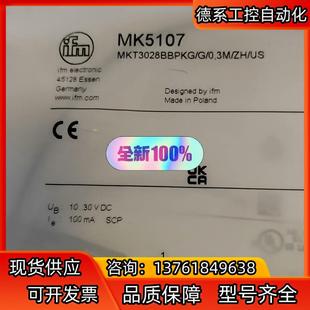 德系工控自动化
ifm
MK5107
MKT3028BBPKG/G/0,3M/ZH/US
ifm electronic
45128 Essen
Germany
www.ifm.com
Designed by ifm
Made in Poland
CE
全新100%
UK
CA
UB 10..30 V DC
Ie 100 mA SCP
现货供应
咨询:13761849638
可开发票
品质保障
型号齐全